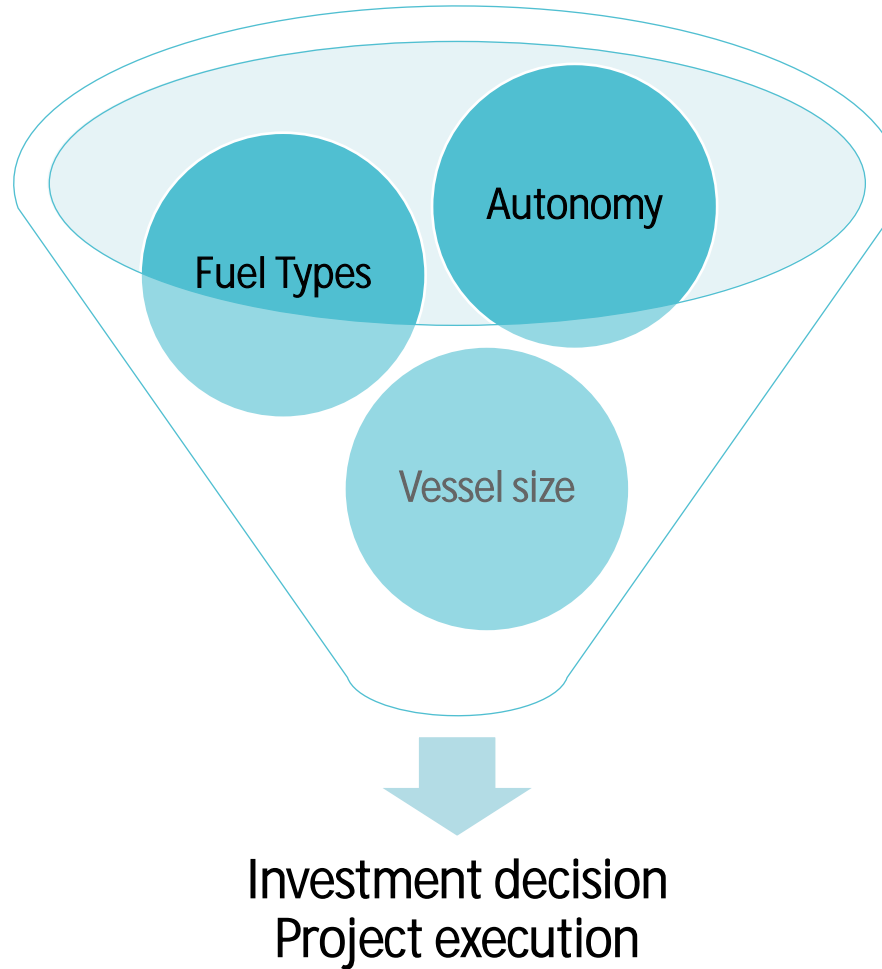 Autonomy
Fuel Types
Vessel size
Investment decision
Project execution